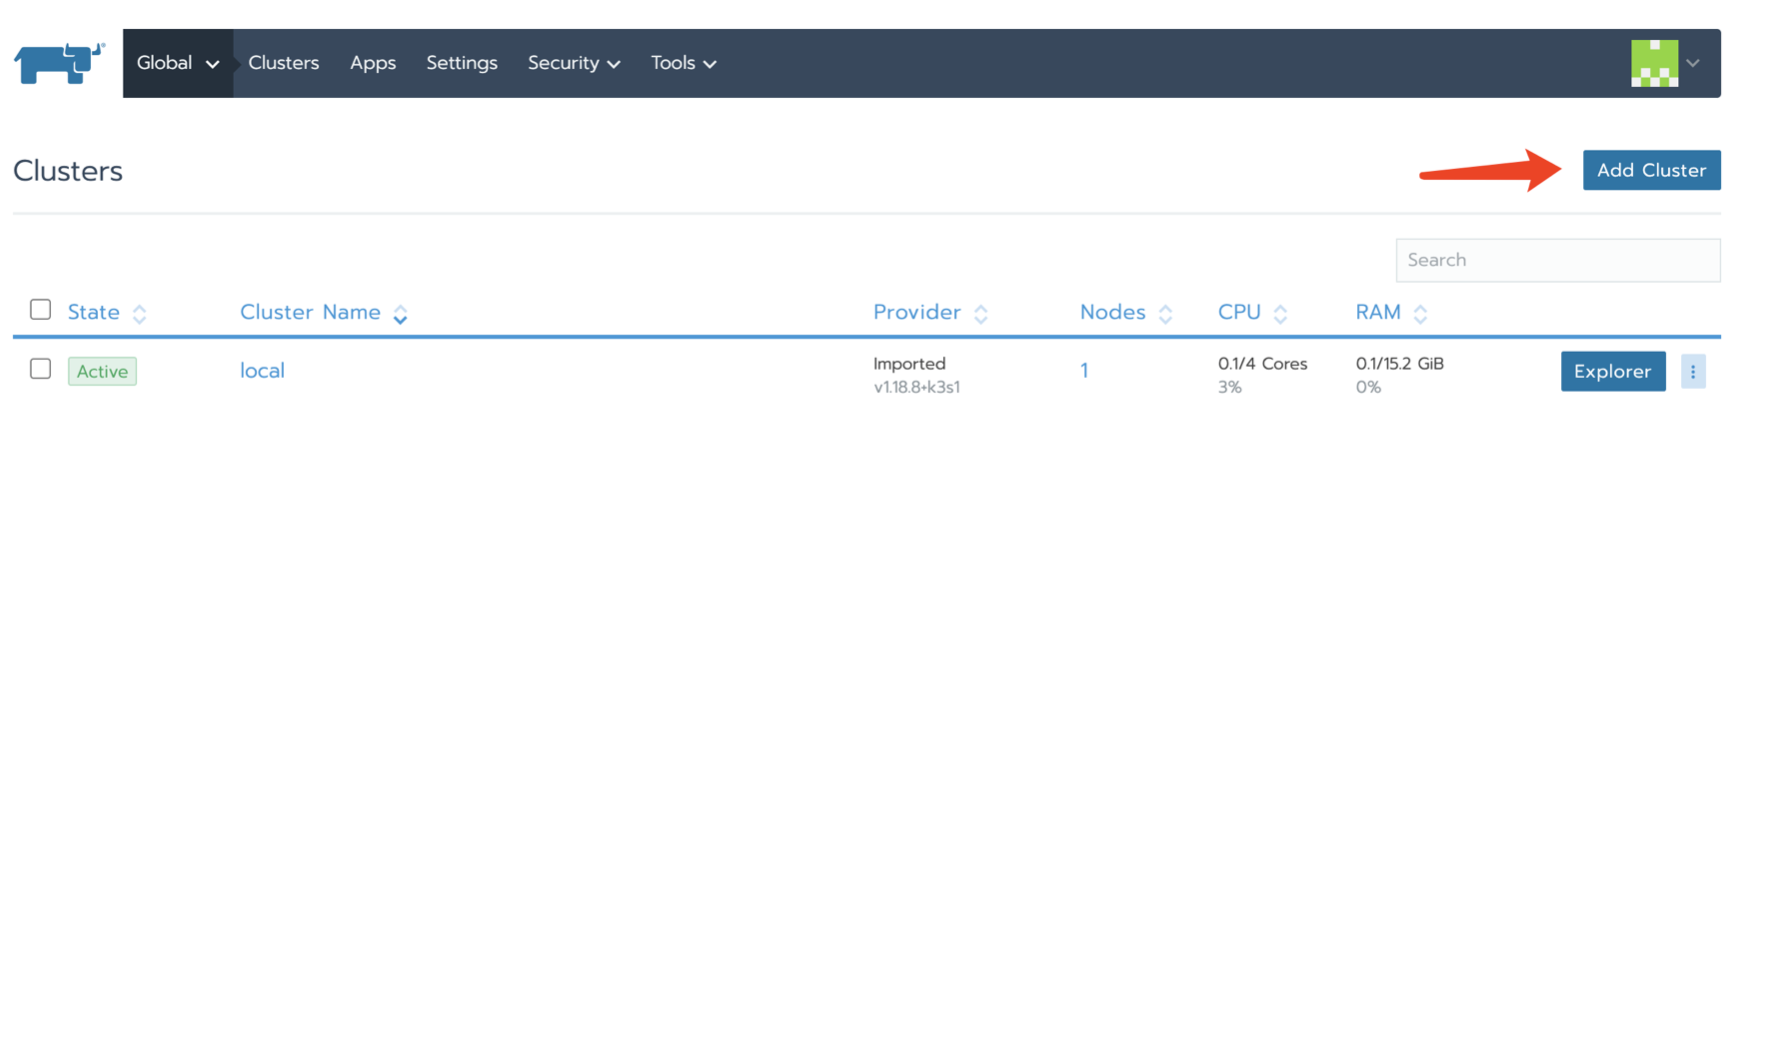 Global Clusters Apps Settings Security Tools
Clusters
Add Cluster
Search
State Cluster Name Provider Nodes CPU RAM
Active local Imported 1 0.1/4 Cores 0.1/15.2 GiB Explorer
v1.18.8+k3s1 3% 0%